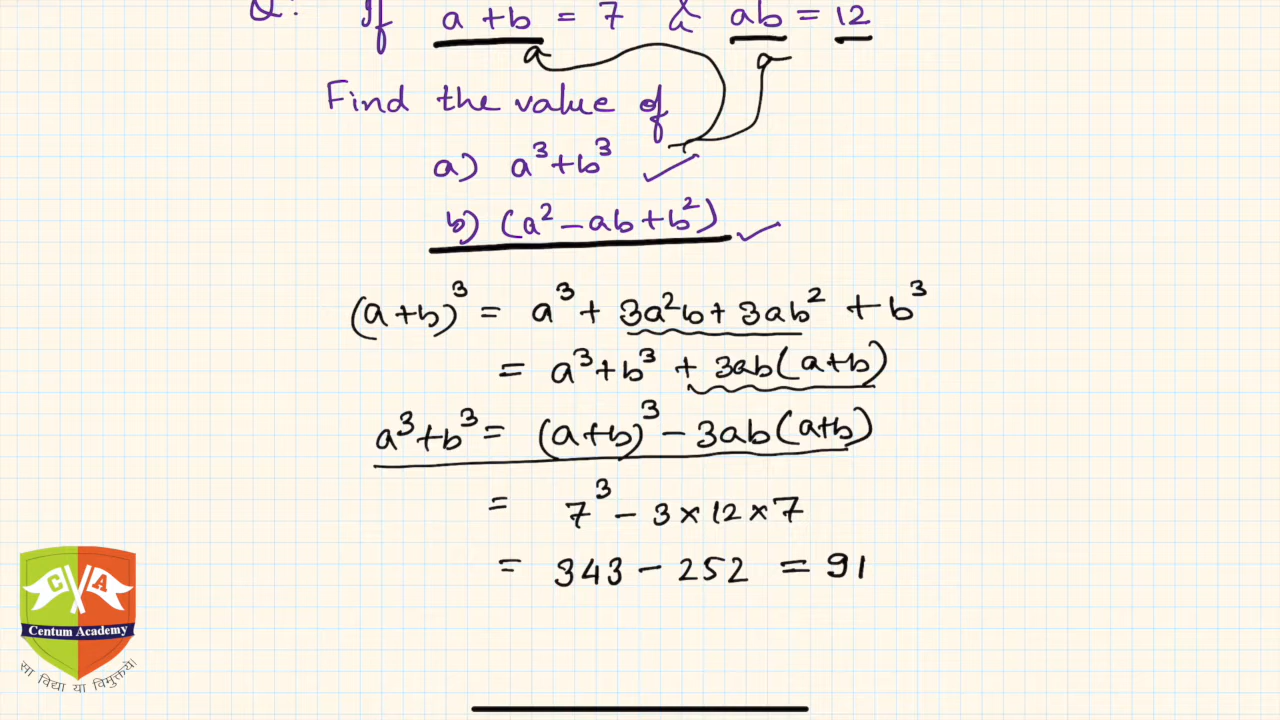 Q: If a+b = 7 & ab = 12
Find the value of
a) a³+b³
b) (a²-ab+b²)
(a+b)³ = a³ + 3a²b + 3ab² + b³
= a³+b³ + 3ab(a+b)
a³+b³ = (a+b)³ - 3ab(a+b)
= 7³ - 3×12×7
= 343 - 252 = 91
CA
Centum Academy
सा विद्या या विमुक्तये।